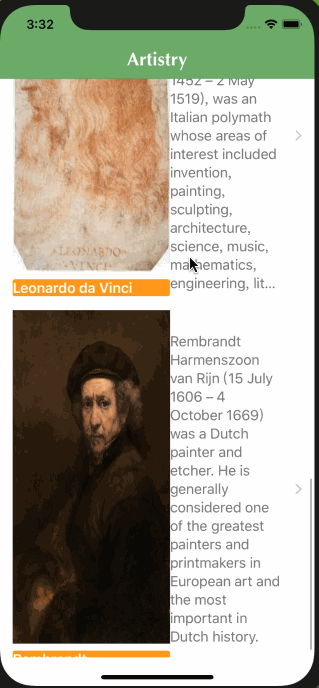 3:32
Artistry
1452 – 2 May
1519), was an
Italian polymath
whose areas of
interest included
invention,
painting,
sculpting,
architecture,
science, music,
mathematics,
engineering, lit...
LEONARDO
VINCI
Leonardo da Vinci
Rembrandt
Harmenszoon
van Rijn (15 July
1606 – 4
October 1669)
was a Dutch
painter and
etcher. He is
generally
considered one
of the greatest
painters and
printmakers in
European art and
the most
important in
Dutch history.
Rembrandt